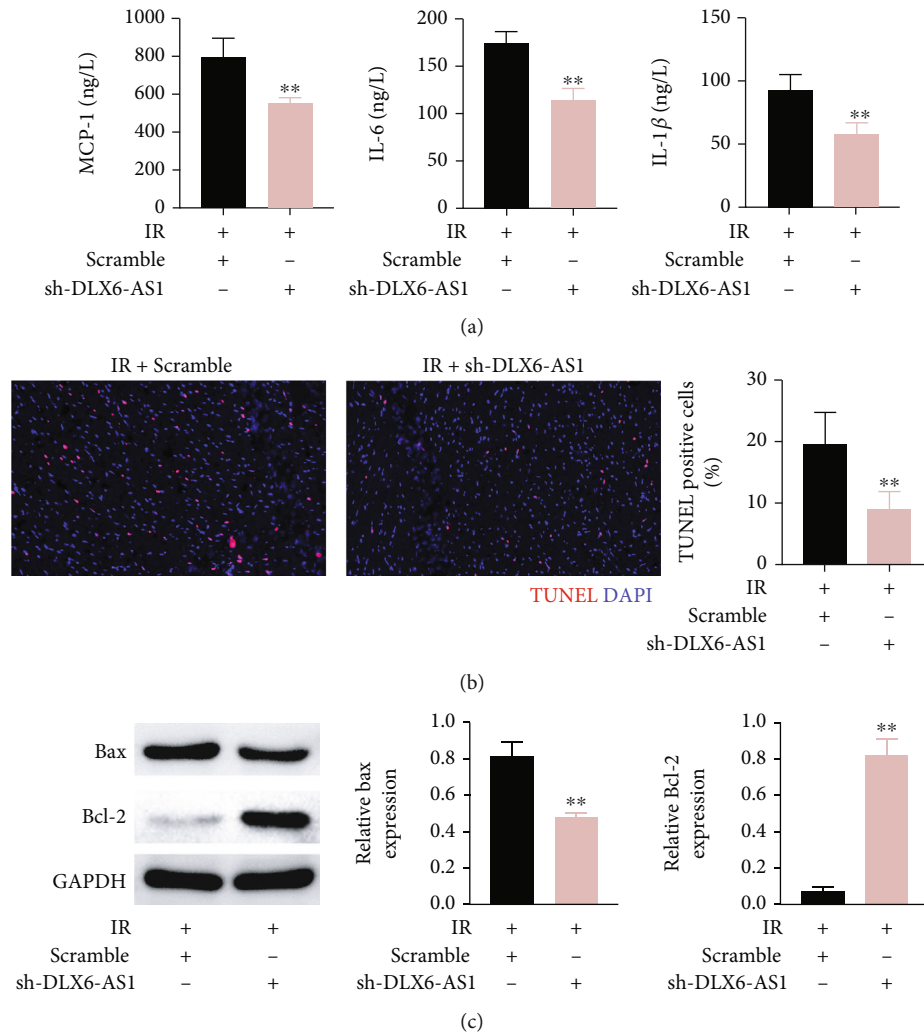 1000
800
600
400
200
0
MCP-1 (ng/L)
**
IR + +
Scramble + –
sh-DLX6-AS1 – +
200
150
100
50
0
IL-6 (ng/L)
**
IR + +
Scramble + –
sh-DLX6-AS1 – +
150
100
50
0
IL-1β (ng/L)
**
IR + +
Scramble + –
sh-DLX6-AS1 – +
(a)
IR + Scramble
IR + sh-DLX6-AS1
TUNEL DAPI
30
20
10
0
TUNEL positive cells
(%)
**
IR + +
Scramble + –
sh-DLX6-AS1 – +
(b)
Bax
Bcl-2
GAPDH
IR + +
Scramble + –
sh-DLX6-AS1 – +
1.0
0.8
0.6
0.4
0.2
0.0
Relative bax
expression
**
IR + +
Scramble + –
sh-DLX6-AS1 – +
1.0
0.8
0.6
0.4
0.2
0.0
Relative Bcl-2
expression
**
IR + +
Scramble + –
sh-DLX6-AS1 – +
(c)